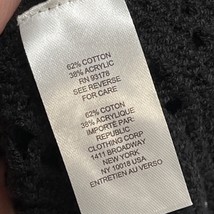 62% COTTON
38% ACRYLIC
RN 93178
SEE REVERSE
FOR CARE
62% COTON
38% ACRYLIQUE
IMPORTÉ PAR:
REPUBLIC
CLOTHING CORP
1411 BROADWAY
NEW YORK
NY 10018 USA
ENTRETIEN AU VERSO